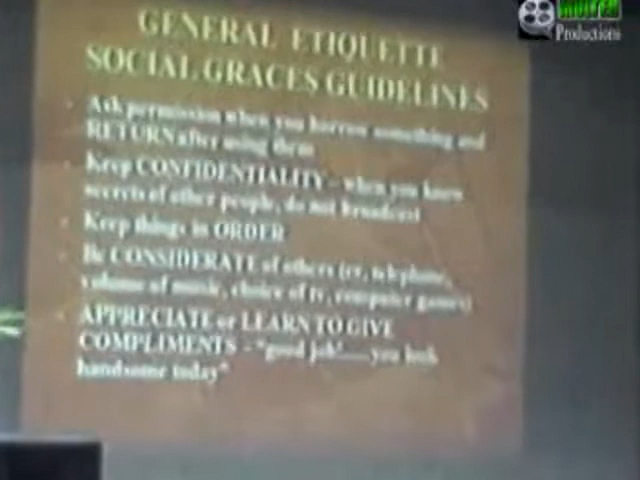 GENERAL ETIQUETTE
SOCIAL GRACES GUIDELINES
Ask permission when you borrow something and
RETURN after using them
Keep CONFIDENTIALITY - when you know
secrets of other people, do not broadcast
Keep things in ORDER
Be CONSIDERATE of others (cr, telephone,
volume of music, choice of tv, computer games)
APPRECIATE or LEARN TO GIVE
COMPLIMENTS - "good job"......you look
handsome today"
Productions